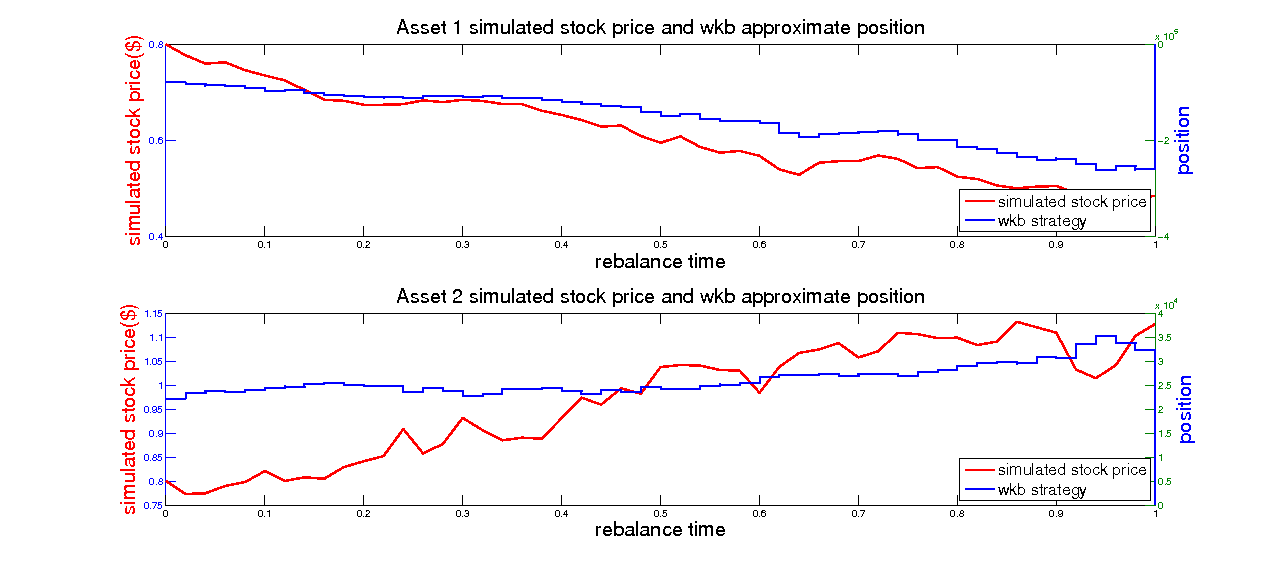 Asset 1 simulated stock price and wkb approximate position
x 10^5
simulated stock price($)
0.8
0.6
0.4
0
-2
-4
position
simulated stock price
wkb strategy
0 0.1 0.2 0.3 0.4 0.5 0.6 0.7 0.8 0.9 1
rebalance time
Asset 2 simulated stock price and wkb approximate position
x 10^4
simulated stock price($)
1.15
1.1
1.05
1
0.95
0.9
0.85
0.8
0.75
4
3.5
3
2.5
2
1.5
1
0.5
0
position
simulated stock price
wkb strategy
0 0.1 0.2 0.3 0.4 0.5 0.6 0.7 0.8 0.9 1
rebalance time